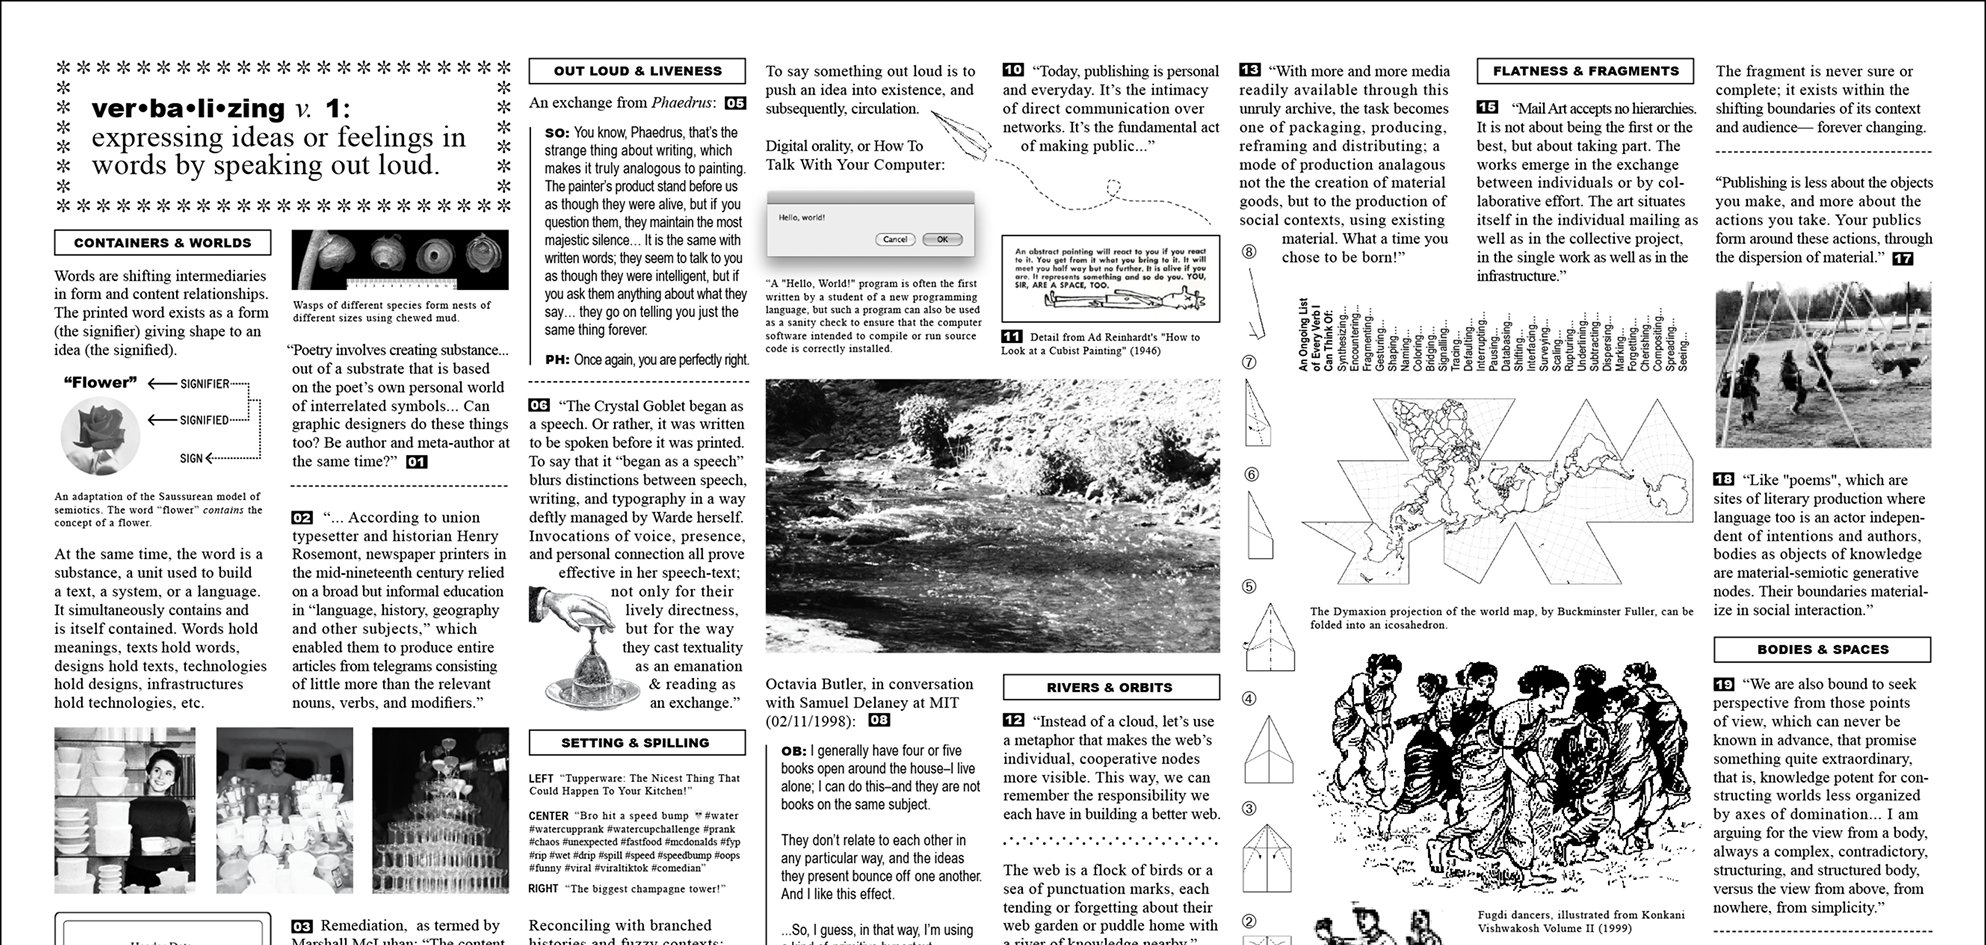 ver•ba•li•zing v. 1:
expressing ideas or feelings in
words by speaking out loud.
CONTAINERS & WORLDS
Words are shifting intermediaries
in form and content relationships.
The printed word exists as a form
(the signifier) giving shape to an
idea (the signified).
“Flower”
SIGNIFIER
SIGNIFIED
SIGN
An adaptation of the Saussurean model of
semiotics. The word “flower” contains the
concept of a flower.
At the same time, the word is a
substance, a unit used to build
a text, a system, or a language.
It simultaneously contains and
is itself contained. Words hold
meanings, texts hold words,
designs hold texts, technologies
hold designs, infrastructures
hold technologies, etc.
Wasps of different species form nests of
different sizes using chewed mud.
“Poetry involves creating substance...
out of a substrate that is based
on the poet’s own personal world
of interrelated symbols... Can
graphic designers do these things
too? Be author and meta-author at
the same time?” 01
02 “... According to union
typesetter and historian Henry
Rosemont, newspaper printers in
the mid-nineteenth century relied
on a broad but informal education
in “language, history, geography
and other subjects,” which
enabled them to produce entire
articles from telegrams consisting
of little more than the relevant
nouns, verbs, and modifiers.”
03 Remediation, as termed by
Marshall McLuhan: “The content
OUT LOUD & LIVENESS
An exchange from Phaedrus: 05
SO: You know, Phaedrus, that’s the
strange thing about writing, which
makes it truly analogous to painting.
The painter’s product stand before us
as though they were alive, but if you
question them, they maintain the most
majestic silence... It is the same with
written words; they seem to talk to you
as though they were intelligent, but if
you ask them anything about what they
say... they go on telling you just the
same thing forever.
PH: Once again, you are perfectly right.
06 “The Crystal Goblet began as
a speech. Or rather, it was written
to be spoken before it was printed.
To say that it “began as a speech”
blurs distinctions between speech,
writing, and typography in a way
deftly managed by Warde herself.
Invocations of voice, presence,
and personal connection all prove
effective in her speech-text;
not only for their
lively directness,
but for the way
they cast textuality
as an emanation
& reading as
an exchange.”
SETTING & SPILLING
LEFT “Tupperware: The Nicest Thing That
Could Happen To Your Kitchen!”
CENTER “Bro hit a speed bump #water
#watercupprank #watercupchallenge #prank
#chaos #unexpected #fastfood #mcdonalds #fyp
#rip #wet #drip #spill #speed #speedbump #oops
#funny #viral #viraltiktok #comedian”
RIGHT “The biggest champagne tower!”
Reconciling with branched
histories and fuzzy contexts:
To say something out loud is to
push an idea into existence, and
subsequently, circulation.
Digital orality, or How To
Talk With Your Computer:
Hello, world!
Cancel
OK
“A "Hello, World!" program is often the first
written by a student of a new programming
language, but such a program can also be used
as a sanity check to ensure that the computer
software intended to compile or run source
code is correctly installed.
Octavia Butler, in conversation
with Samuel Delaney at MIT
(02/11/1998): 08
OB: I generally have four or five
books open around the house–I live
alone; I can do this–and they are not
books on the same subject.
They don’t relate to each other in
any particular way, and the ideas
they present bounce off one another.
And I like this effect.
...So, I guess, in that way, I’m using
a kind of primitive hypertext
10 “Today, publishing is personal
and everyday. It’s the intimacy
of direct communication over
networks. It’s the fundamental act
of making public...”
An abstract painting will react to you if you react
to it. You get from it what you bring to it. It will
meet you half way but no further. It is alive if you
are. It represents something and so do you. YOU,
SIR, ARE A SPACE, TOO.
11 Detail from Ad Reinhardt's "How to
Look at a Cubist Painting" (1946)
RIVERS & ORBITS
12 “Instead of a cloud, let’s use
a metaphor that makes the web’s
individual, cooperative nodes
more visible. This way, we can
remember the responsibility we
each have in building a better web.
The web is a flock of birds or a
sea of punctuation marks, each
tending or forgetting about their
web garden or puddle home with
a river of knowledge nearby.”
13 “With more and more media
readily available through this
unruly archive, the task becomes
one of packaging, producing,
reframing and distributing; a
mode of production analagous
not the the creation of material
goods, but to the production of
social contexts, using existing
material. What a time you
chose to be born!”
⑧
⑦
⑥
⑤
④
③
②
An Ongoing List
of Every Verb I
Can Think Of:
Synthesizing...
Encountering...
Fragmenting...
Gesturing...
Shaping...
Naming...
Coloring...
Bridging...
Signalling...
Tracing...
Defaulting...
Interrupting...
Pausing...
Databasing...
Shifting...
Interfacing...
Surveying...
Scaling...
Rupturing...
Underlining...
Dispersing...
Marking...
Forgetting...
Cherishing...
Compositing...
Spreading...
Seeing...
The Dymaxion projection of the world map, by Buckminster Fuller, can be
folded into an icosahedron.
Fugdi dancers, illustrated from Konkani
Vishwakosh Volume II (1999)
FLATNESS & FRAGMENTS
15 “Mail Art accepts no hierarchies.
It is not about being the first or the
best, but about taking part. The
works emerge in the exchange
between individuals or by col-
laborative effort. The art situates
itself in the individual mailing as
well as in the collective project,
in the single work as well as in the
infrastructure.”
The fragment is never sure or
complete; it exists within the
shifting boundaries of its context
and audience— forever changing.
“Publishing is less about the objects
you make, and more about the
actions you take. Your publics
form around these actions, through
the dispersion of material.” 17
18 “Like "poems", which are
sites of literary production where
language too is an actor indepen-
dent of intentions and authors,
bodies as objects of knowledge
are material-semiotic generative
nodes. Their boundaries material-
ize in social interaction.”
BODIES & SPACES
19 “We are also bound to seek
perspective from those points
of view, which can never be
known in advance, that promise
something quite extraordinary,
that is, knowledge potent for con-
structing worlds less organized
by axes of domination... I am
arguing for the view from a body,
always a complex, contradictory,
structuring, and structured body,
versus the view from above, from
nowhere, from simplicity.”